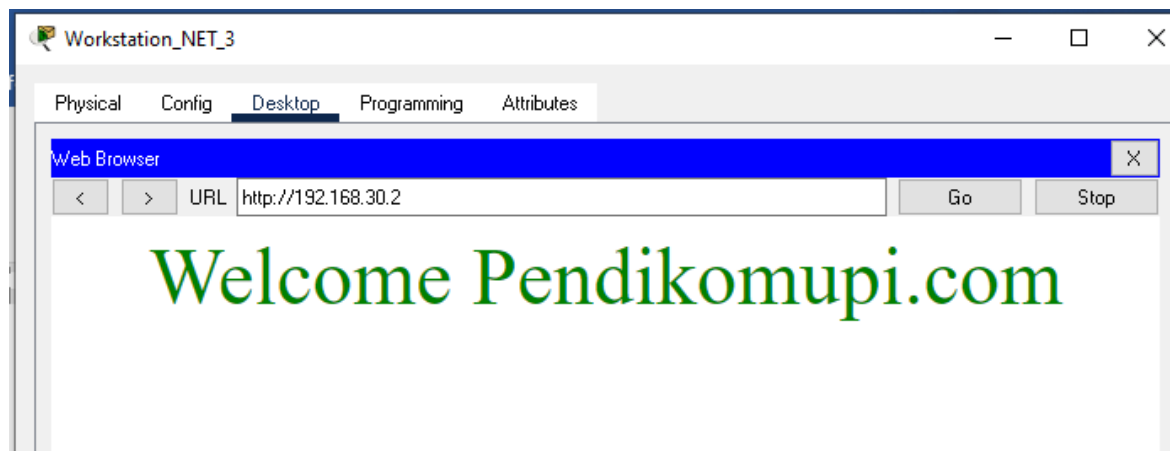 Workstation_NET_3
Physical Config Desktop Programming Attributes
Web Browser X
< > URL http://192.168.30.2 Go Stop
Welcome Pendikomupi.com